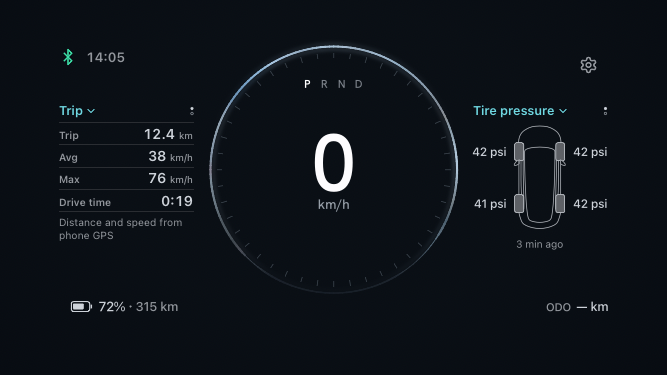 14:05
P R N D
Trip
Trip 12.4 km
Avg 38 km/h
Max 76 km/h
Drive time 0:19
Distance and speed from
phone GPS
0
km/h
Tire pressure
42 psi 42 psi
41 psi 42 psi
3 min ago
72% · 315 km
ODO — km